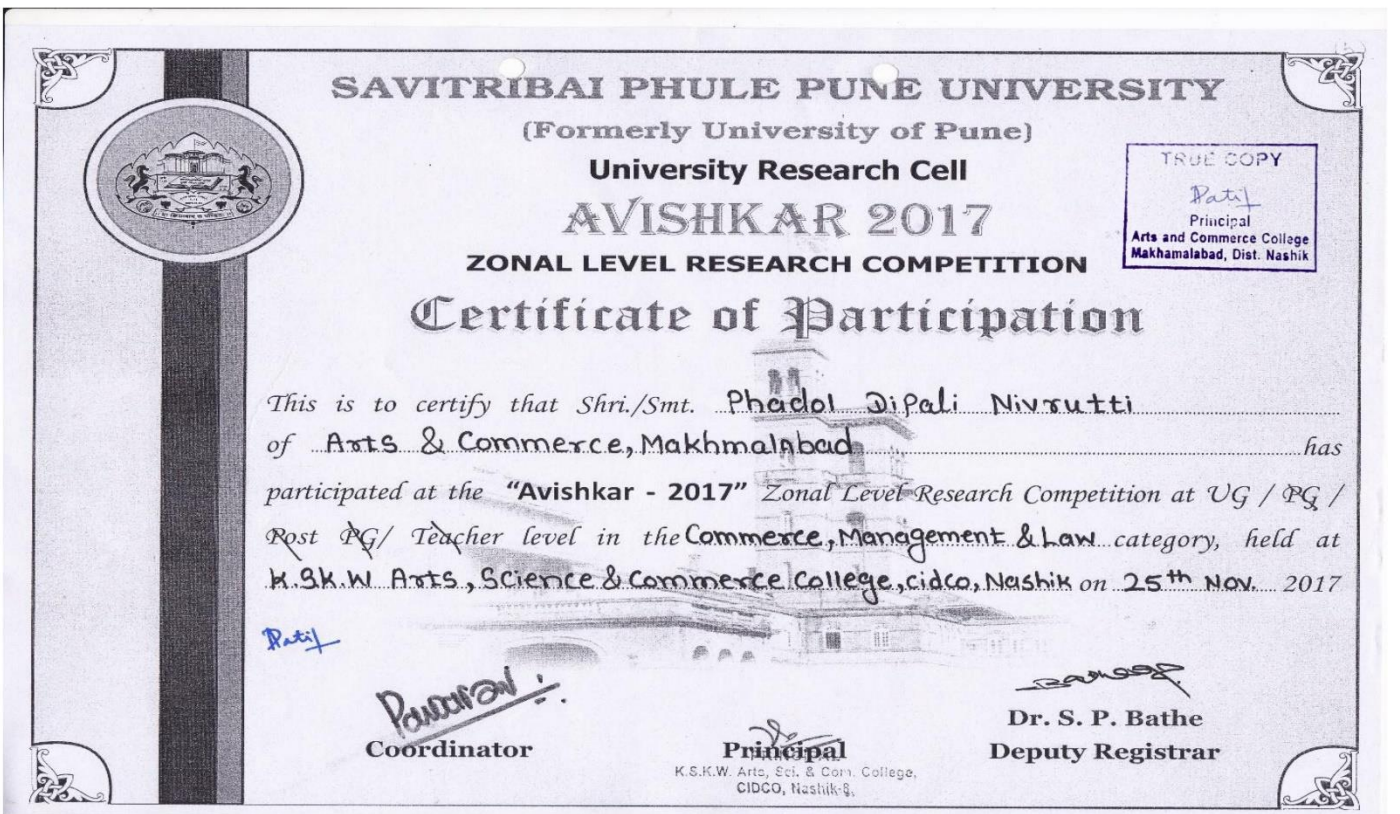 SAVITRIBAI PHULE PUNE UNIVERSITY
(Formerly University of Pune)
University Research Cell
AVISHKAR 2017
ZONAL LEVEL RESEARCH COMPETITION
Certificate of Participation
TRUE COPY
Patil
Principal
Arts and Commerce College
Makhamalabad, Dist. Nashik
This is to certify that Shri./Smt. Phadol Dipali Nivrutti
of Arts & Commerce, Makhmalabad has
participated at the "Avishkar - 2017" Zonal Level Research Competition at UG / PG /
Post PG/ Teacher level in the Commerce, Management & Law category, held at
K.Sk.W Arts, Science & Commerce College, cidco, Nashik on 25th Nov. 2017
Patil
Coordinator
Principal
K.S.K.W. Arts, Sci. & Com. College,
CIDCO, Nashik-8.
Dr. S. P. Bathe
Deputy Registrar